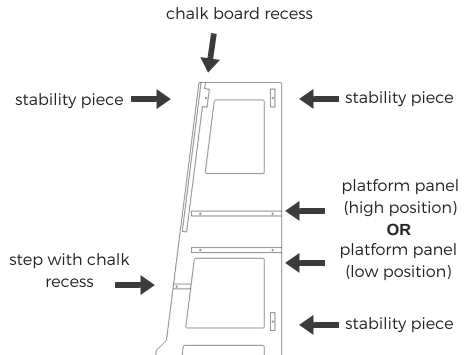 chalk board recess
stability piece
stability piece
platform panel
(high position)
OR
platform panel
(low position)
step with chalk
recess
stability piece